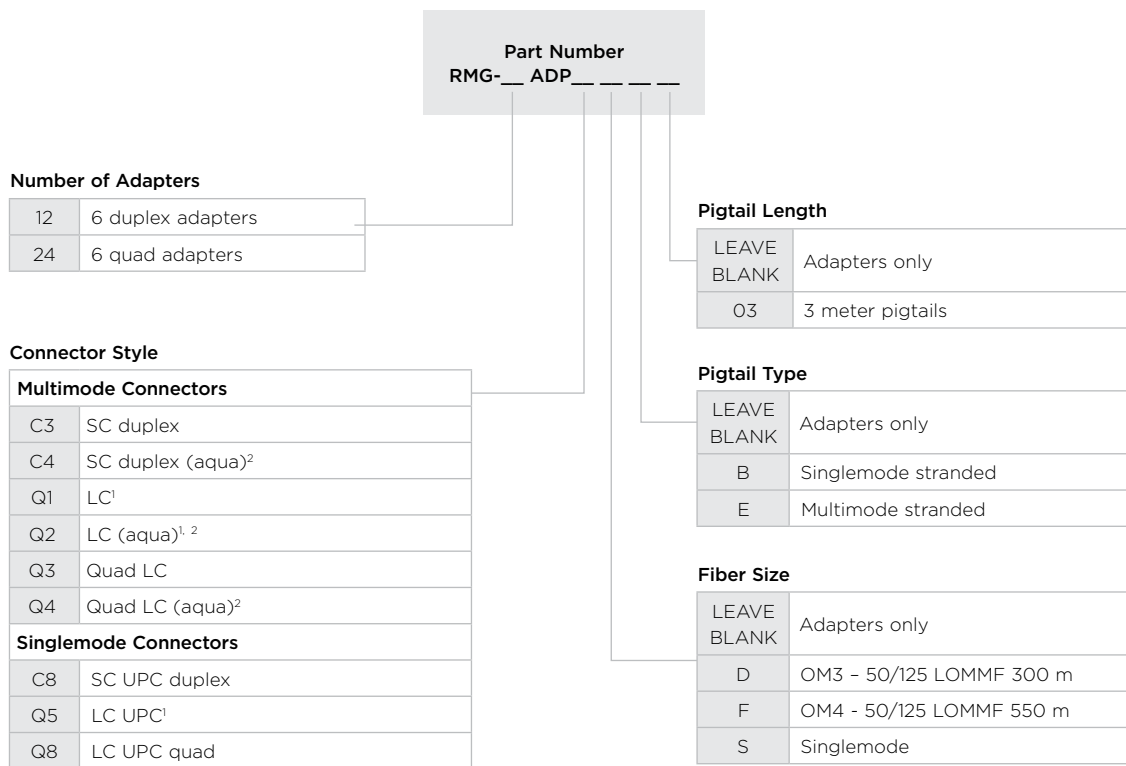 Part Number
RMG-__ ADP__ __ __ __
Number of Adapters
12 6 duplex adapters
24 6 quad adapters
Connector Style
Multimode Connectors
C3 SC duplex
C4 SC duplex (aqua)²
Q1 LC¹
Q2 LC (aqua)¹, ²
Q3 Quad LC
Q4 Quad LC (aqua)²
Singlemode Connectors
C8 SC UPC duplex
Q5 LC UPC¹
Q8 LC UPC quad
Pigtail Length
LEAVE
BLANK Adapters only
03 3 meter pigtails
Pigtail Type
LEAVE
BLANK Adapters only
B Singlemode stranded
E Multimode stranded
Fiber Size
LEAVE
BLANK Adapters only
D OM3 – 50/125 LOMMF 300 m
F OM4 - 50/125 LOMMF 550 m
S Singlemode